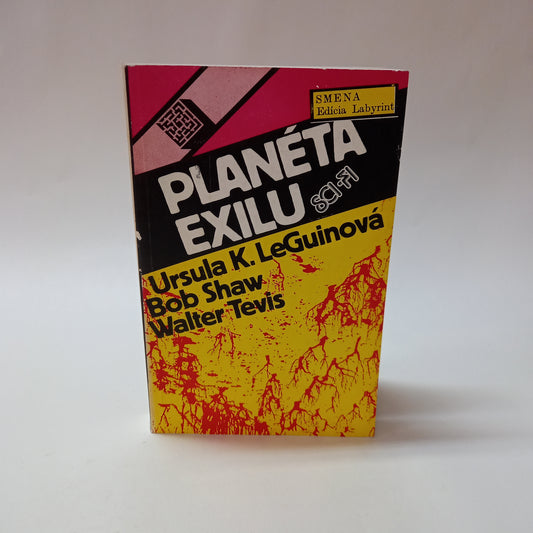 SMENA
Edícia Labyrint
PLANÉTA
EXILU
SCI-FI
Ursula K. LeGuinová
Bob Shaw
Walter Tevis